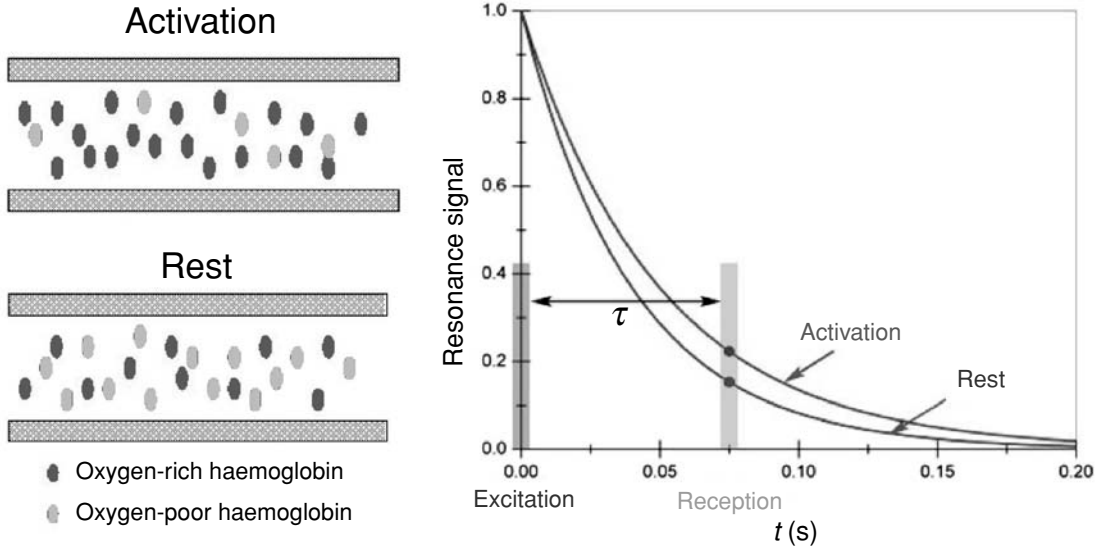 Activation
Rest
Oxygen-rich haemoglobin
Oxygen-poor haemoglobin
Resonance signal
1.0
0.8
0.6
0.4
0.2
0.0
τ
Activation
Rest
0.00
0.05
0.10
0.15
0.20
Excitation
Reception
t (s)